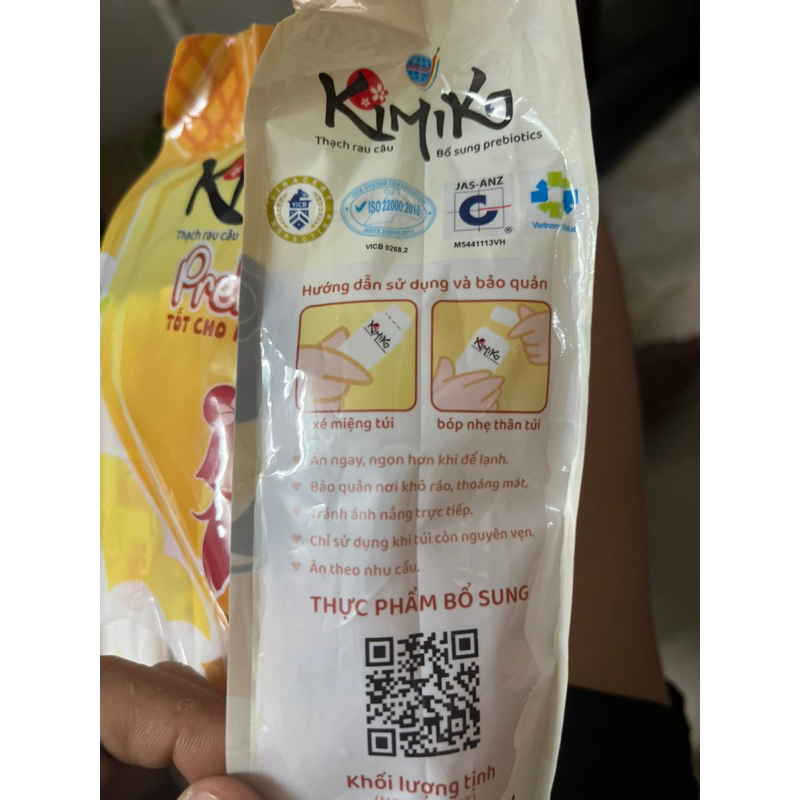 KIMIKO
Thạch rau câu Bổ sung prebiotics
VICB
ISO 22000:2018
VICB 0268.2
JAS-ANZ
C
®
M5441113VH
Thạch rau câu
TỐT CHO
Hướng dẫn sử dụng và bảo quản
KIMIKO
KIMIKO
xé miệng túi
bóp nhẹ thân túi
Ăn ngay, ngon hơn khi để lạnh.
Bảo quản nơi khô ráo, thoáng mát,
Tránh ánh nắng trực tiếp.
Chỉ sử dụng khi túi còn nguyên vẹn.
Ăn theo nhu cầu.
THỰC PHẨM BỔ SUNG
Khối lượng tịnh